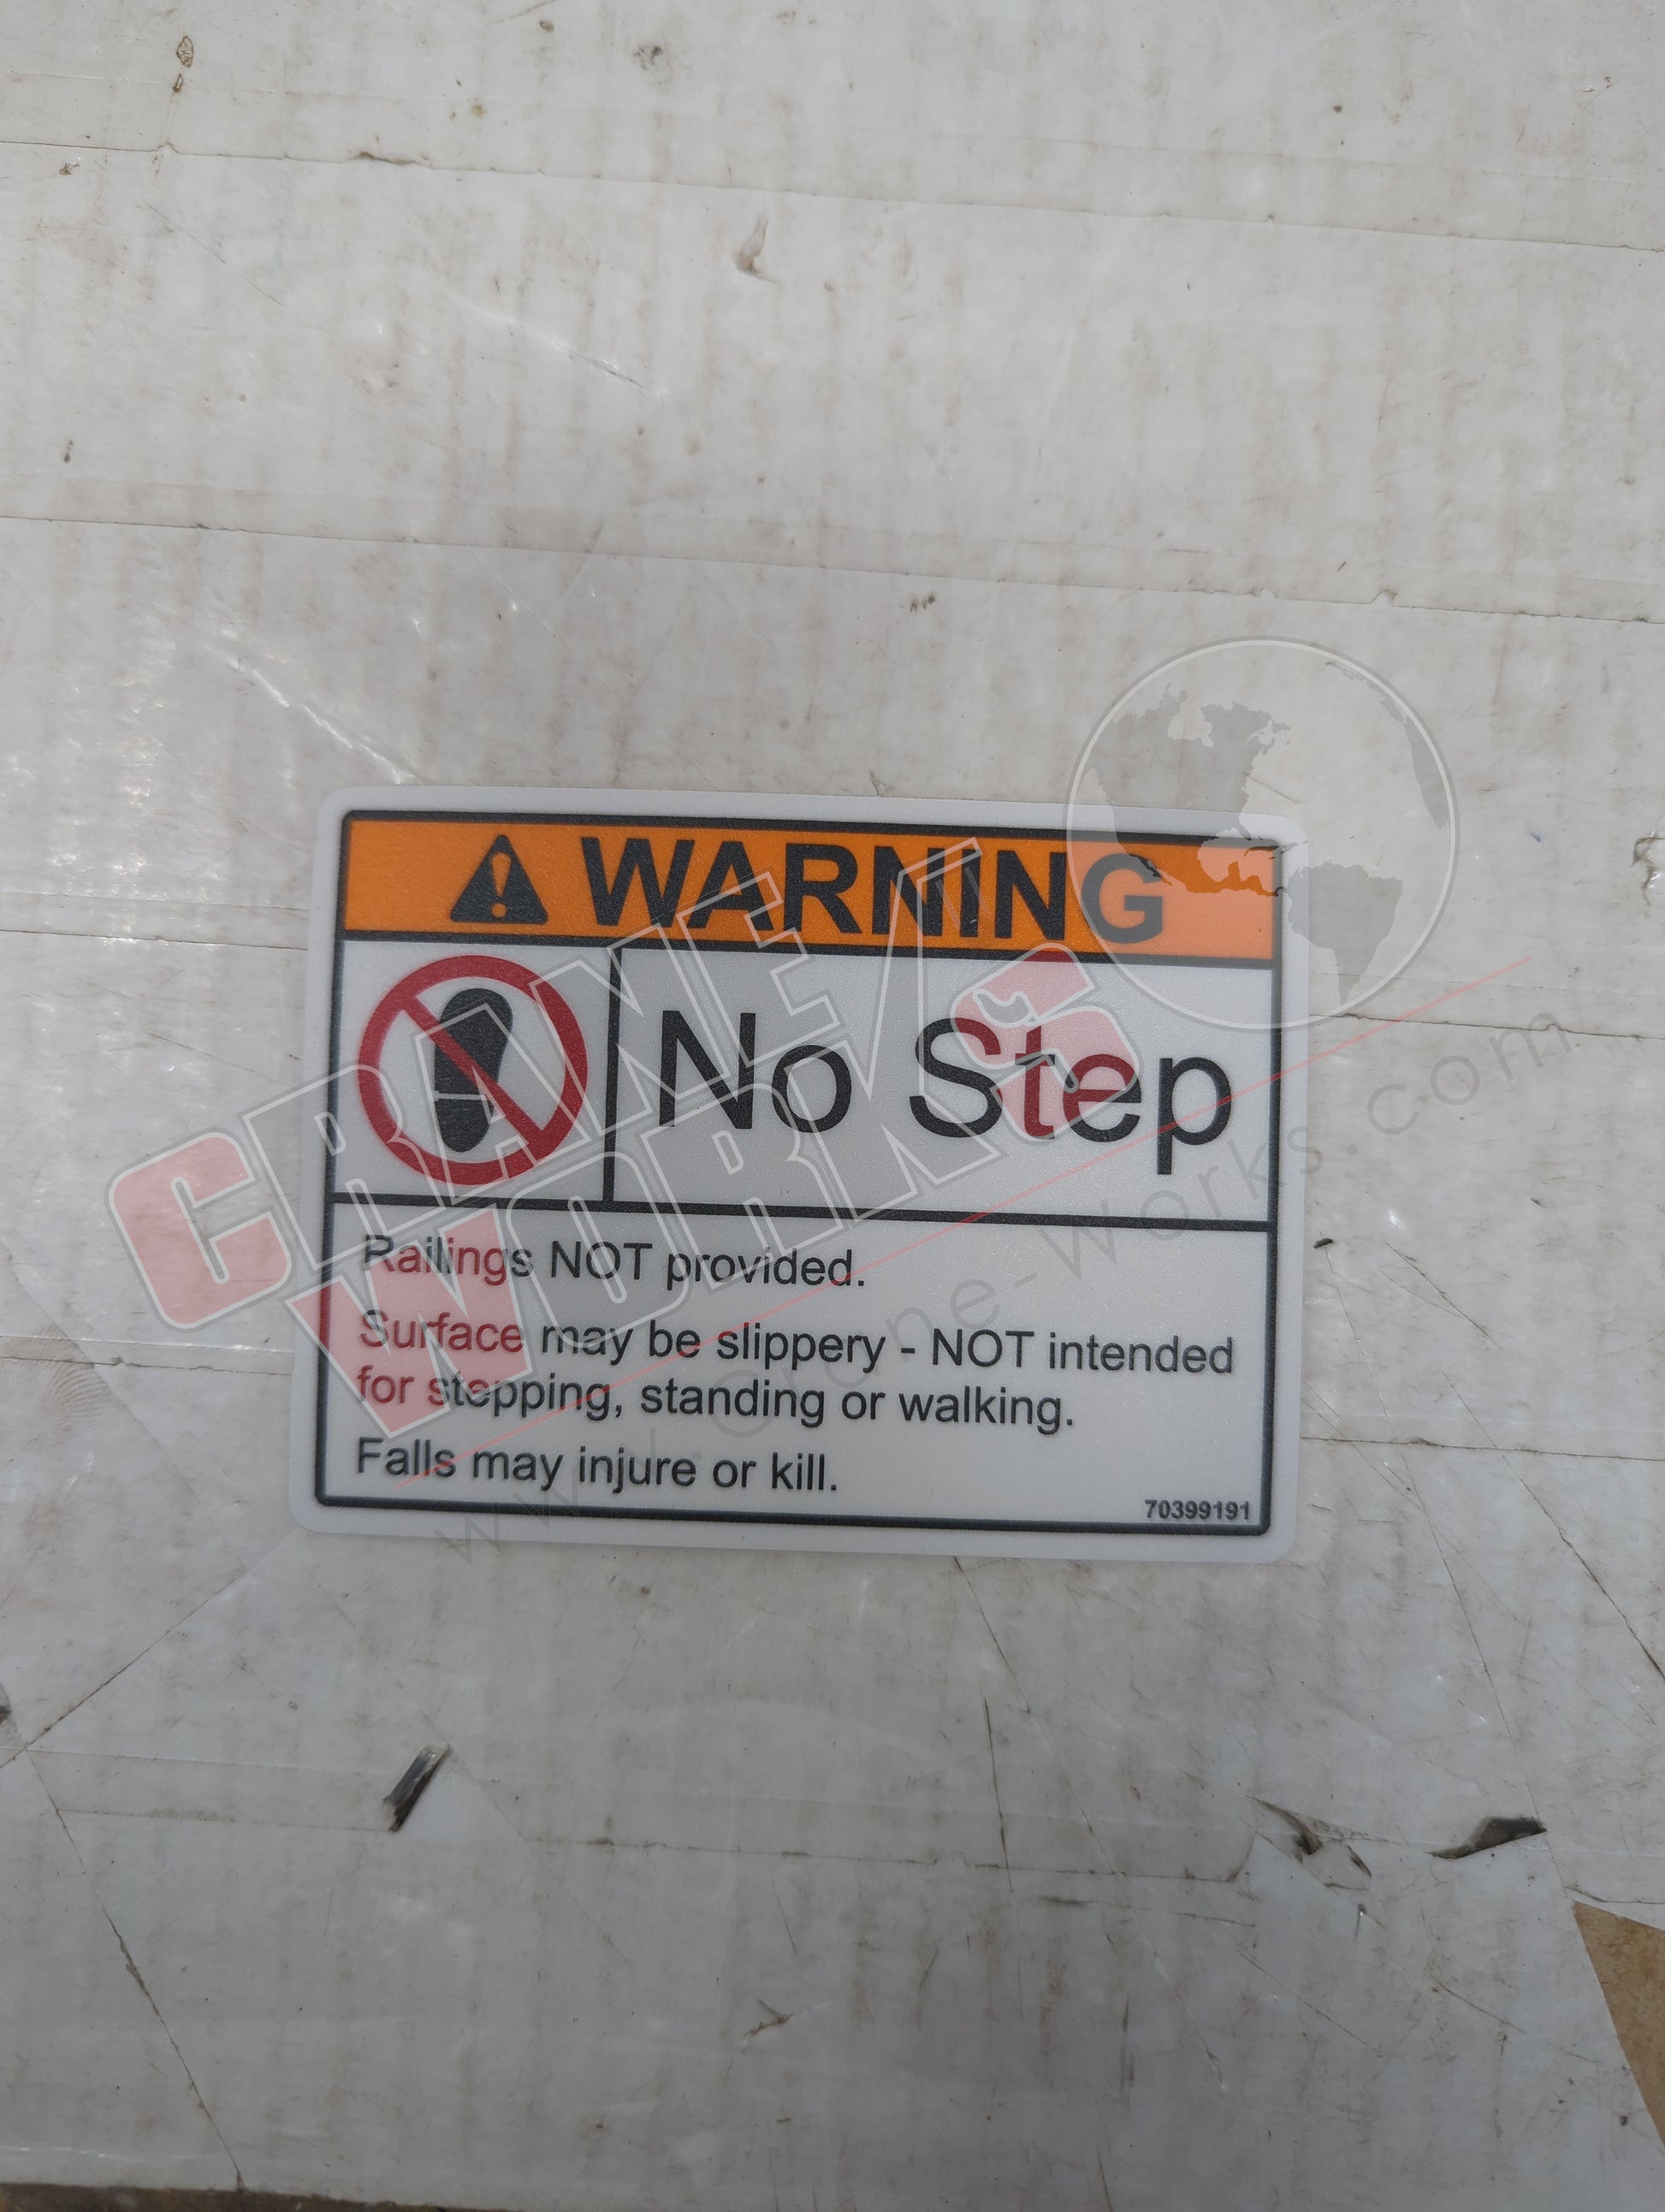 WARNING
No Step
Railings NOT provided.
Surface may be slippery - NOT intended
for stepping, standing or walking.
Falls may injure or kill.
70399191
CRANE
WORKS
www.crane-works.com